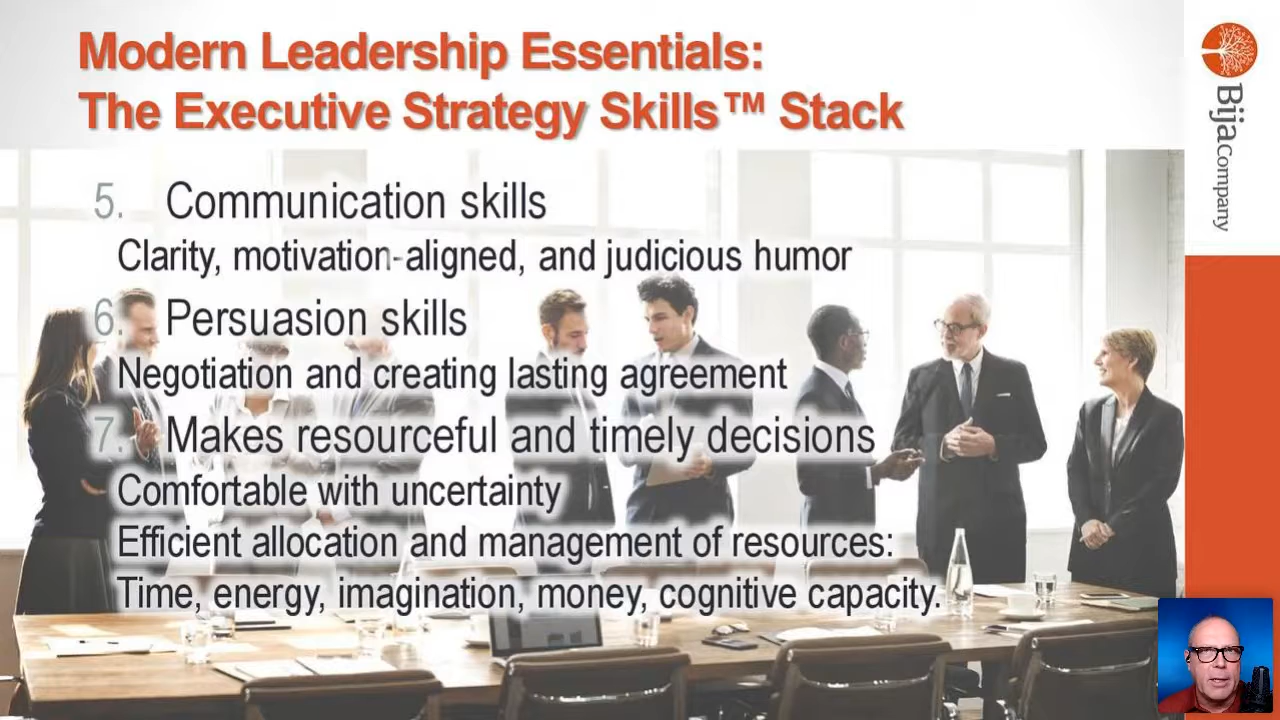 Modern Leadership Essentials:
The Executive Strategy Skills™ Stack
5. Communication skills
Clarity, motivation-aligned, and judicious humor
6. Persuasion skills
Negotiation and creating lasting agreement
7. Makes resourceful and timely decisions
Comfortable with uncertainty
Efficient allocation and management of resources:
Time, energy, imagination, money, cognitive capacity.
Bija company